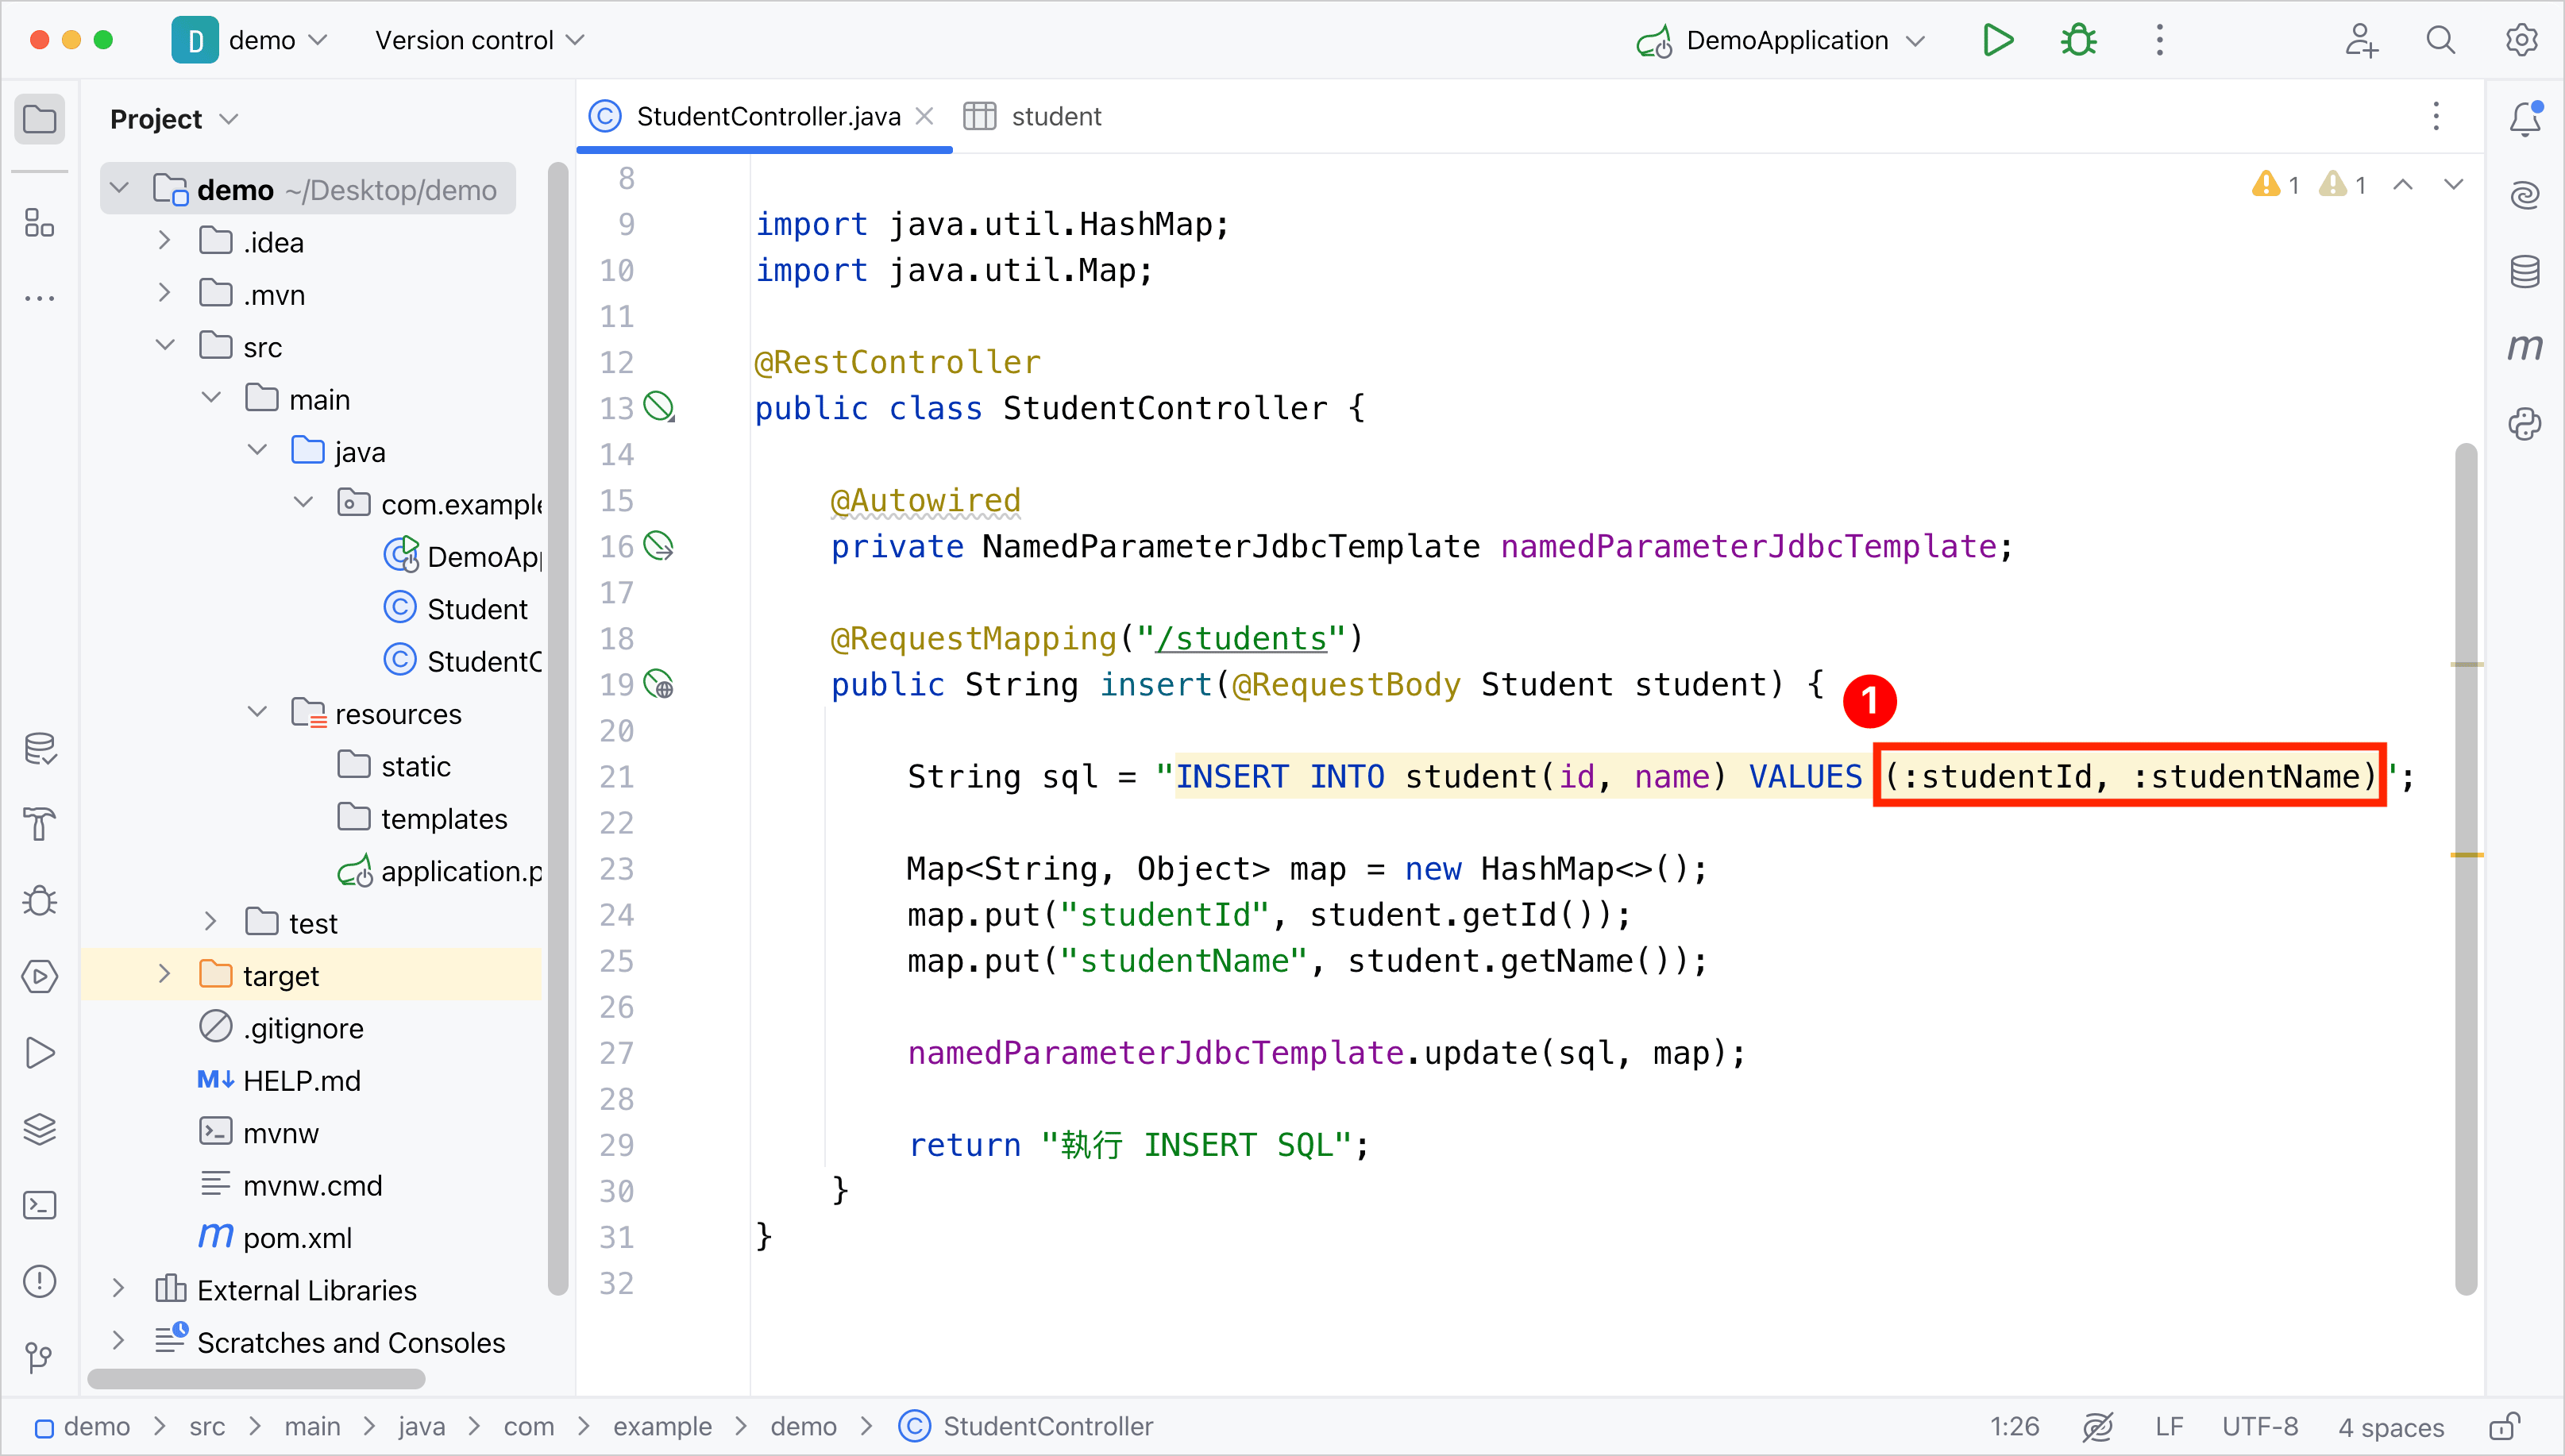 D demo Version control DemoApplication
Project
StudentController.java student
demo ~/Desktop/demo
.idea
.mvn
src
main
java
com.example
DemoApp
Student
StudentC
resources
static
templates
application.p
test
target
.gitignore
M↓ HELP.md
mvnw
mvnw.cmd
m pom.xml
External Libraries
Scratches and Consoles
1 1
8
9 import java.util.HashMap;
10 import java.util.Map;
11
12 @RestController
13 public class StudentController {
14
15 @Autowired
16 private NamedParameterJdbcTemplate namedParameterJdbcTemplate;
17
18 @RequestMapping("/students")
19 public String insert(@RequestBody Student student) {
1
20
21 String sql = "INSERT INTO student(id, name) VALUES (:studentId, :studentName)";
22
23 Map<String, Object> map = new HashMap<>();
24 map.put("studentId", student.getId());
25 map.put("studentName", student.getName());
26
27 namedParameterJdbcTemplate.update(sql, map);
28
29 return "執行 INSERT SQL";
30 }
31 }
32
m
demo > src > main > java > com > example > demo > C StudentController 1:26 LF UTF-8 4 spaces